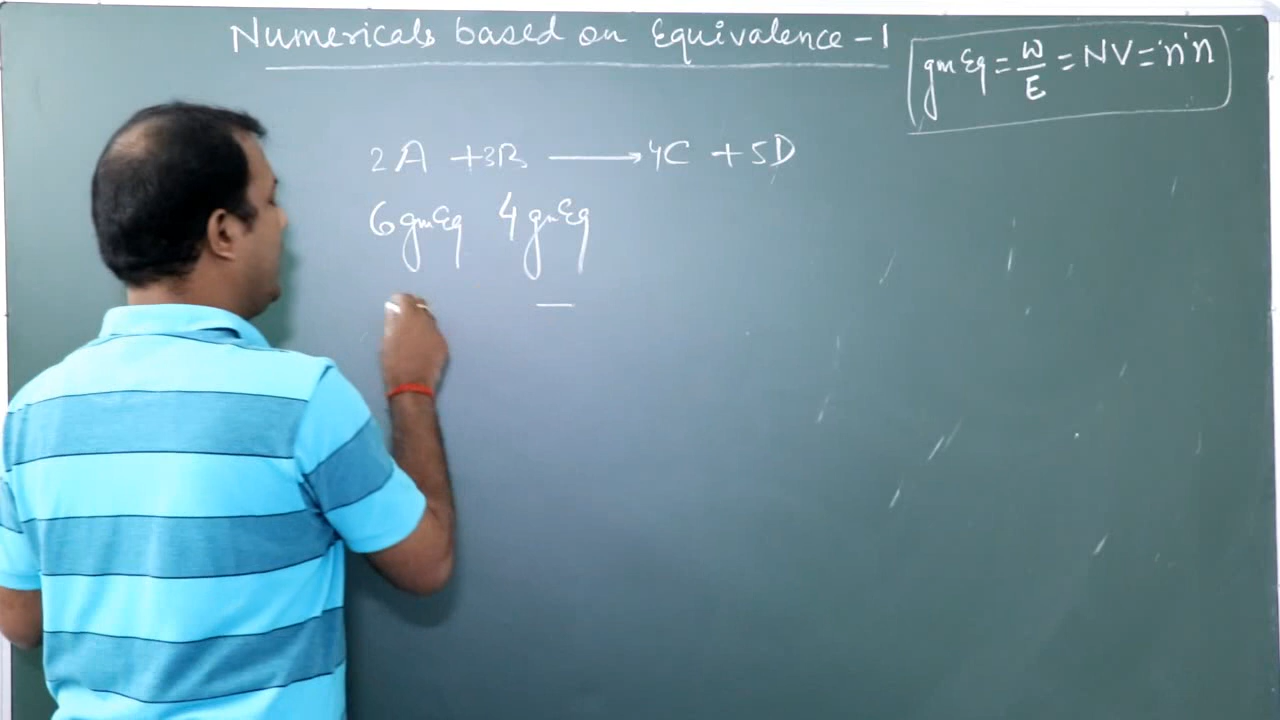 Numericals based on Equivalence - 1
gmEq = W/E = NV = 'n' n
2A + 3B ⟶ 4C + 5D
6 gmEq 4 gmEq